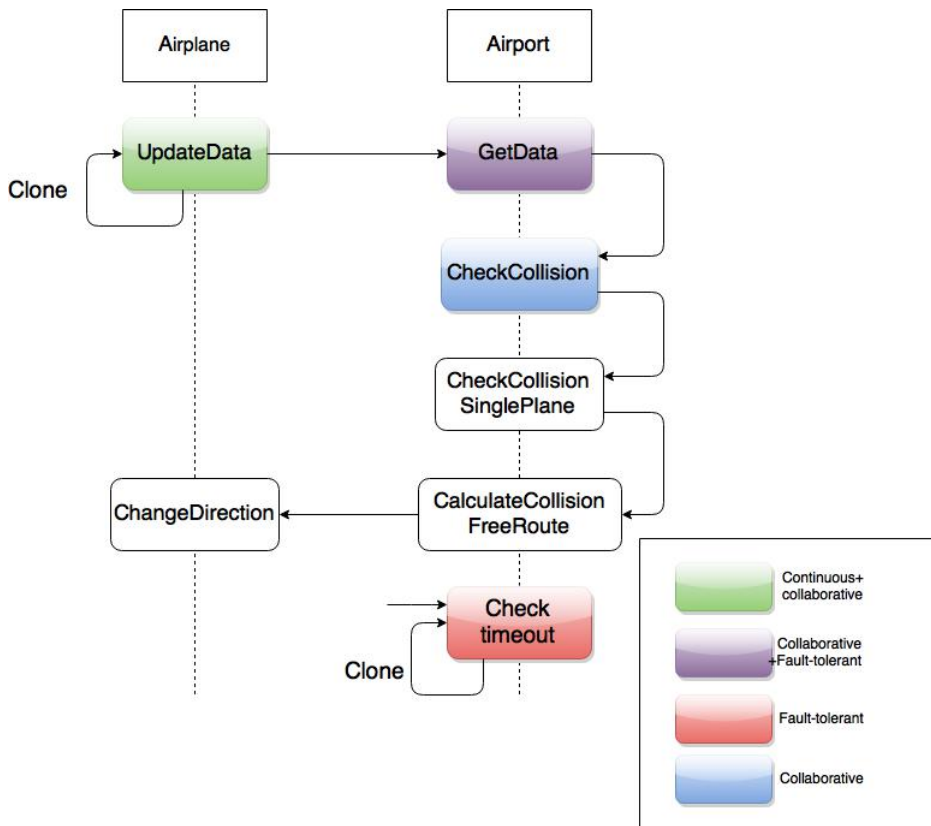 Airplane
Airport
UpdateData
GetData
Clone
CheckCollision
CheckCollision
SinglePlane
ChangeDirection
CalculateCollision
FreeRoute
Check
timeout
Clone
Continuous+
collaborative
Collaborative
+Fault-tolerant
Fault-tolerant
Collaborative